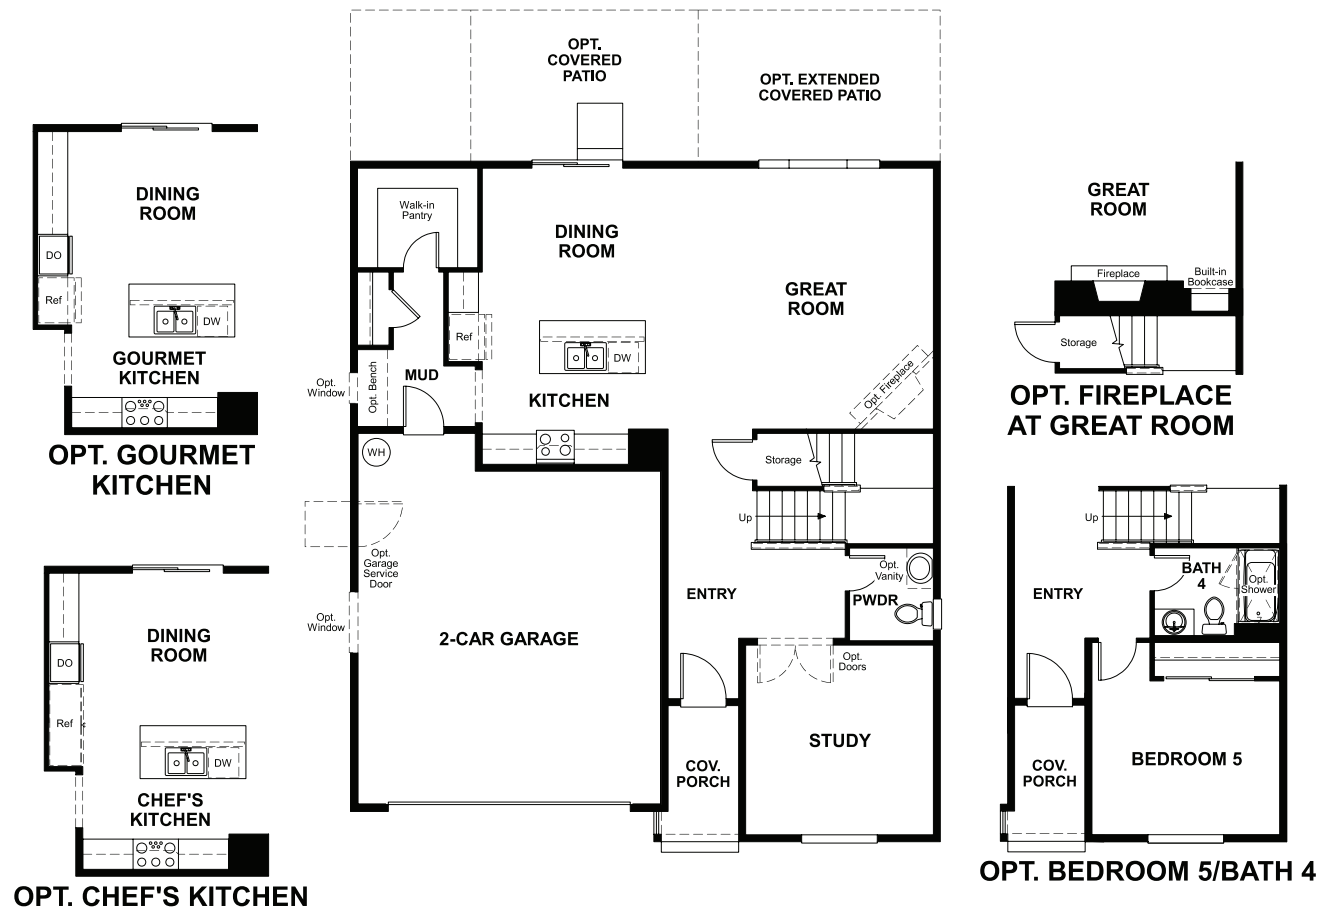 OPT.
COVERED
PATIO
OPT. EXTENDED
COVERED PATIO
DINING
ROOM
DO
Ref
DW
GOURMET
KITCHEN
OPT. GOURMET
KITCHEN
DINING
ROOM
DO
Ref
DW
CHEF'S
KITCHEN
OPT. CHEF'S KITCHEN
Walk-in
Pantry
DINING
ROOM
GREAT
ROOM
Ref
DW
Opt.
Window
Opt. Bench
MUD
KITCHEN
Opt. Fireplace
WH
Storage
Up
Opt.
Garage
Service
Door
Opt.
Window
2-CAR GARAGE
ENTRY
Opt.
Vanity
PWDR
Opt.
Doors
STUDY
COV.
PORCH
GREAT
ROOM
Fireplace
Built-in
Bookcase
Storage
OPT. FIREPLACE
AT GREAT ROOM
Up
BATH
4
Opt.
Shower
ENTRY
BEDROOM 5
COV.
PORCH
OPT. BEDROOM 5/BATH 4